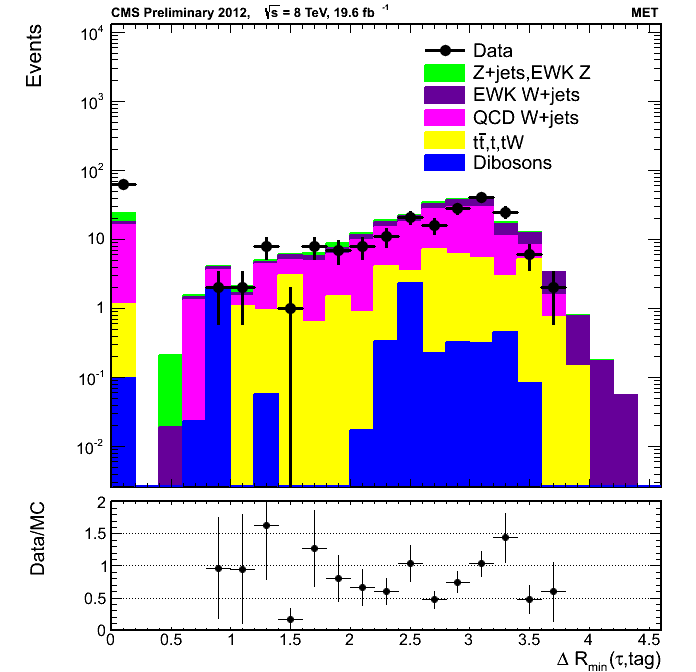 CMS Preliminary 2012, √s = 8 TeV, 19.6 fb⁻¹ MET
Events
Data
Z+jets,EWK Z
EWK W+jets
QCD W+jets
tt̄,t,tW
Dibosons
10⁴
10³
10²
10
1
10⁻¹
10⁻²
Data/MC
2
1.5
1
0.5
0
0 0.5 1 1.5 2 2.5 3 3.5 4 4.5
Δ R_min(τ,tag)